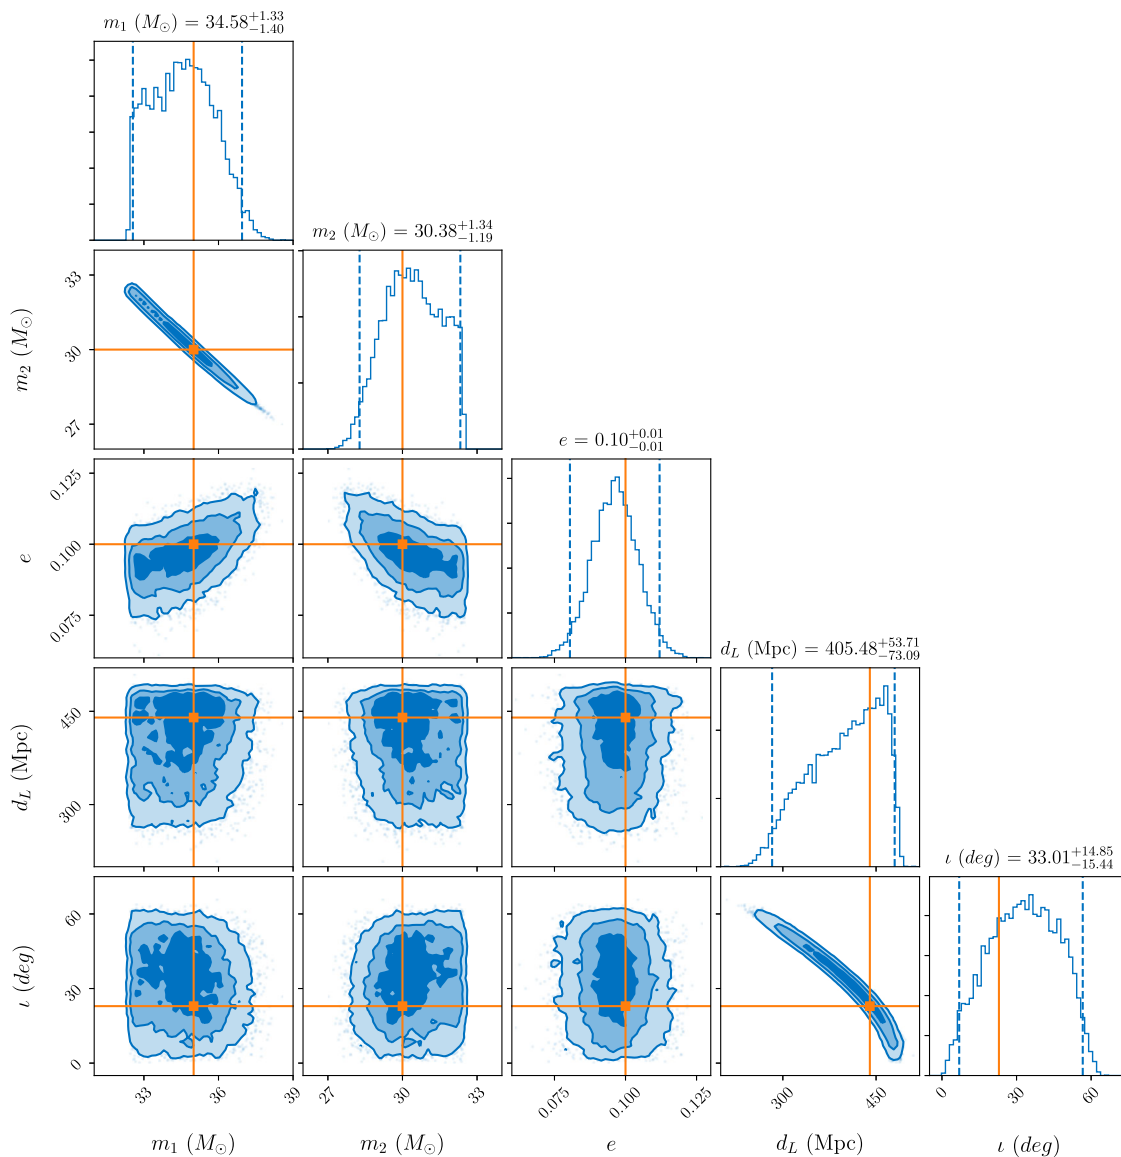 m₁ (M⊙) = 34.58 +1.33 −1.40
m₂ (M⊙) = 30.38 +1.34 −1.19
33
30
27
m₂ (M⊙)
e = 0.10 +0.01 −0.01
0.125
0.100
0.075
e
d_L (Mpc) = 405.48 +53.71 −73.09
450
300
d_L (Mpc)
ι (deg) = 33.01 +14.85 −15.44
60
30
0
ι (deg)
33 36 39 27 30 33 0.075 0.100 0.125 300 450 0 30 60
m₁ (M⊙) m₂ (M⊙) e d_L (Mpc) ι (deg)